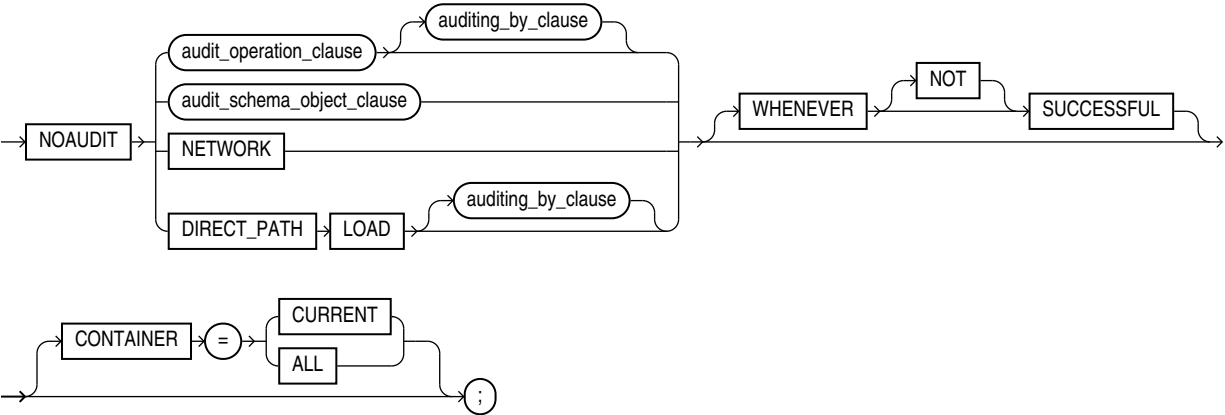 auditing_by_clause
audit_operation_clause
audit_schema_object_clause
NOT
WHENEVER SUCCESSFUL
NOAUDIT
NETWORK
auditing_by_clause
DIRECT_PATH LOAD
CURRENT
CONTAINER =
ALL
;